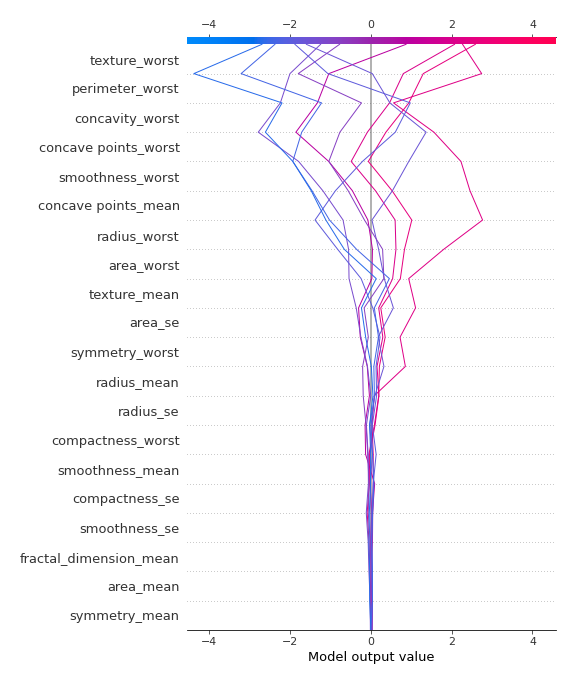 −4 −2 0 2 4
texture_worst
perimeter_worst
concavity_worst
concave points_worst
smoothness_worst
concave points_mean
radius_worst
area_worst
texture_mean
area_se
symmetry_worst
radius_mean
radius_se
compactness_worst
smoothness_mean
compactness_se
smoothness_se
fractal_dimension_mean
area_mean
symmetry_mean
−4 −2 0 2 4
Model output value